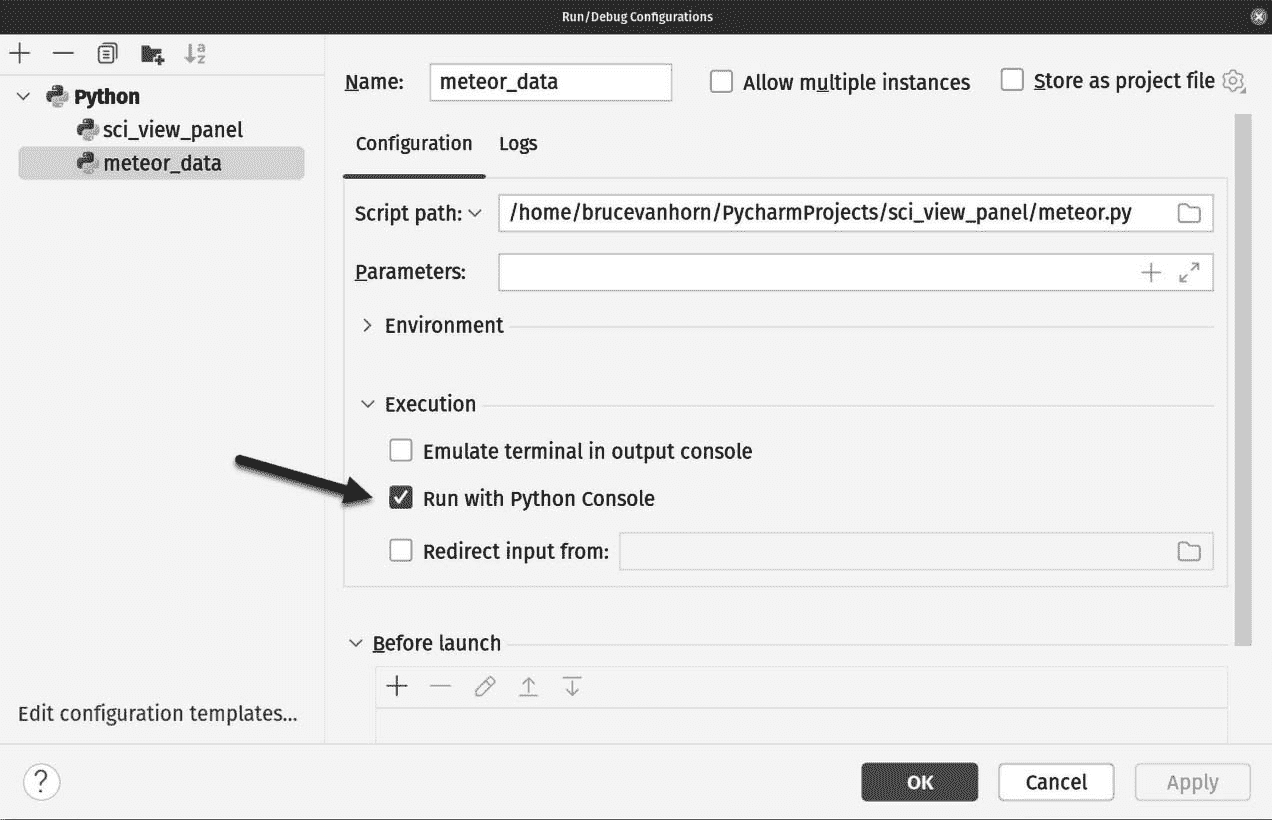 Run/Debug Configurations
Name: meteor_data
Allow multiple instances
Store as project file
Python
sci_view_panel
meteor_data
Configuration Logs
Script path: /home/brucevanhorn/PycharmProjects/sci_view_panel/meteor.py
Parameters:
Environment
Execution
Emulate terminal in output console
Run with Python Console
Redirect input from:
Before launch
Edit configuration templates...
? OK Cancel Apply